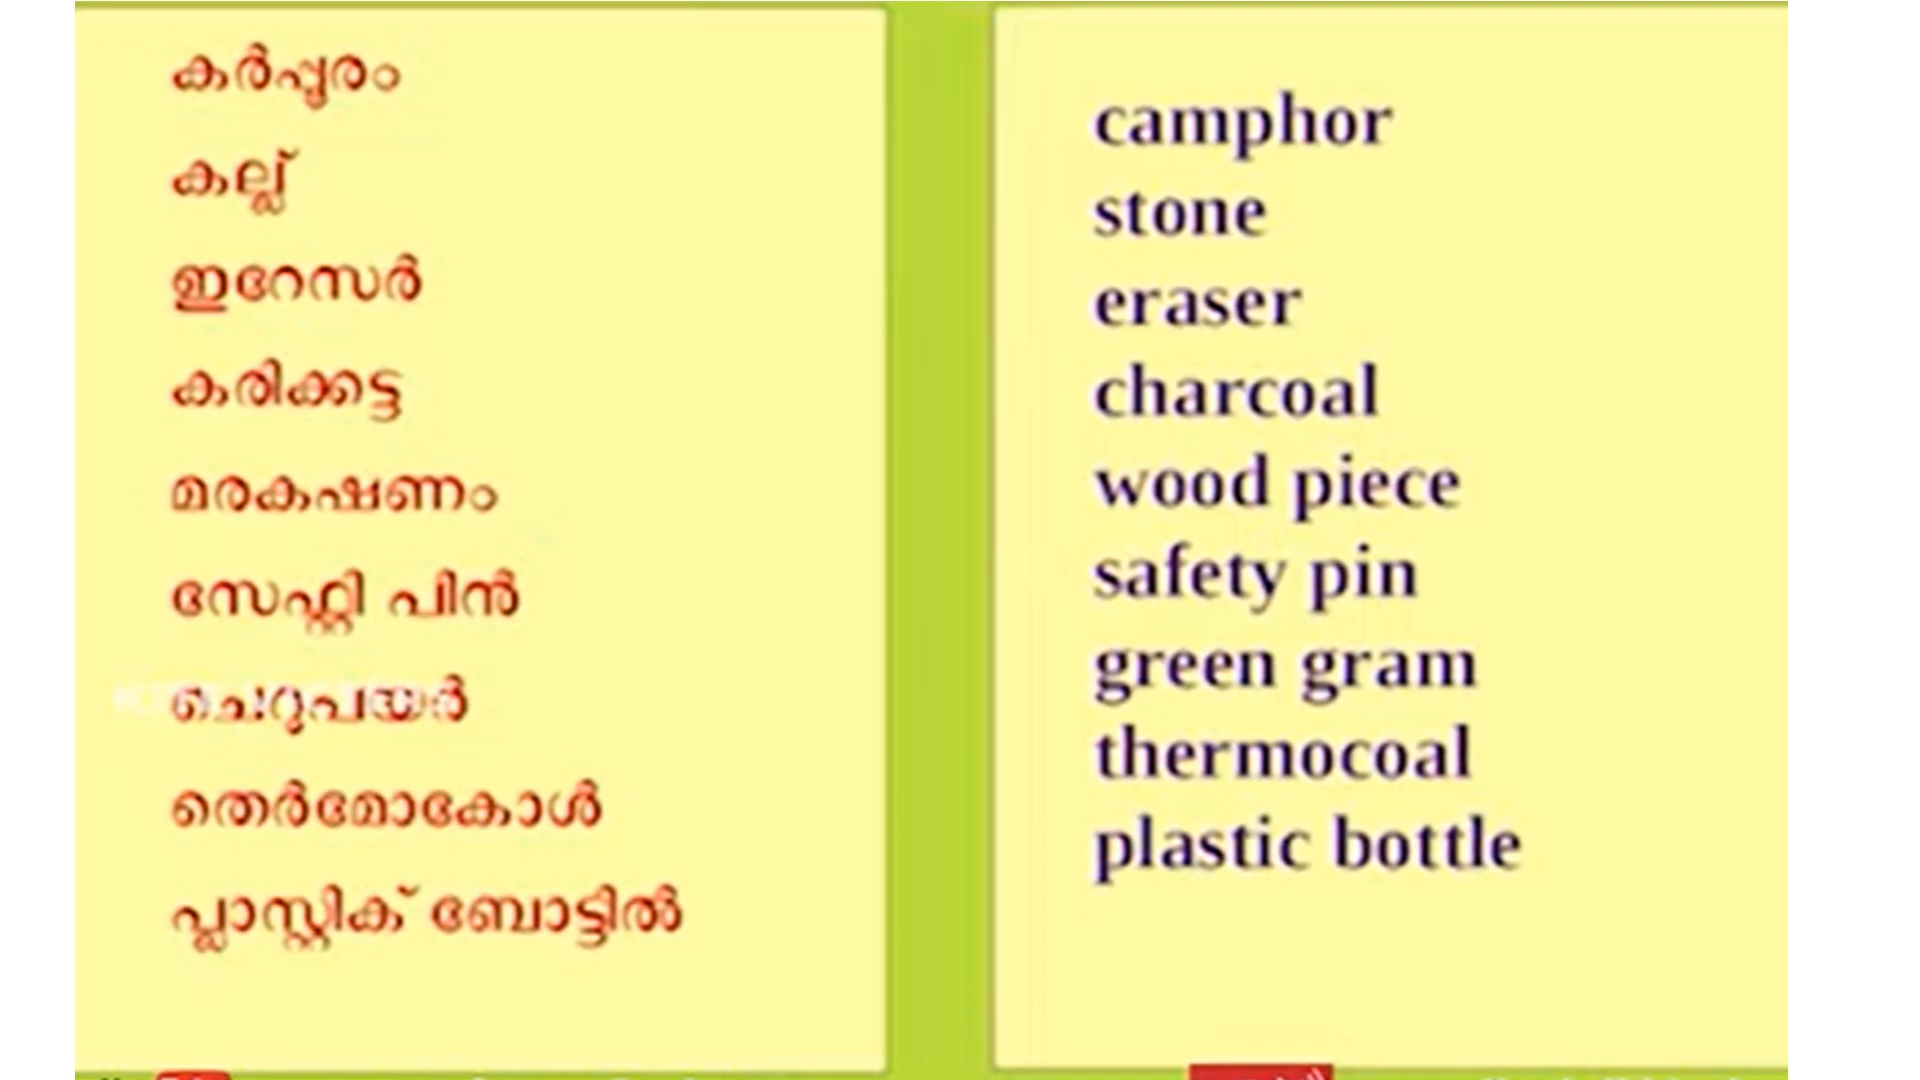 കർപ്പൂരം
കല്ല്
ഇറേസർ
കരിക്കട്ട
മരകഷണം
സേഫ്റ്റി പിൻ
ചെറുപയർ
തെർമോകോൾ
പ്ലാസ്റ്റിക് ബോട്ടിൽ
camphor
stone
eraser
charcoal
wood piece
safety pin
green gram
thermocoal
plastic bottle